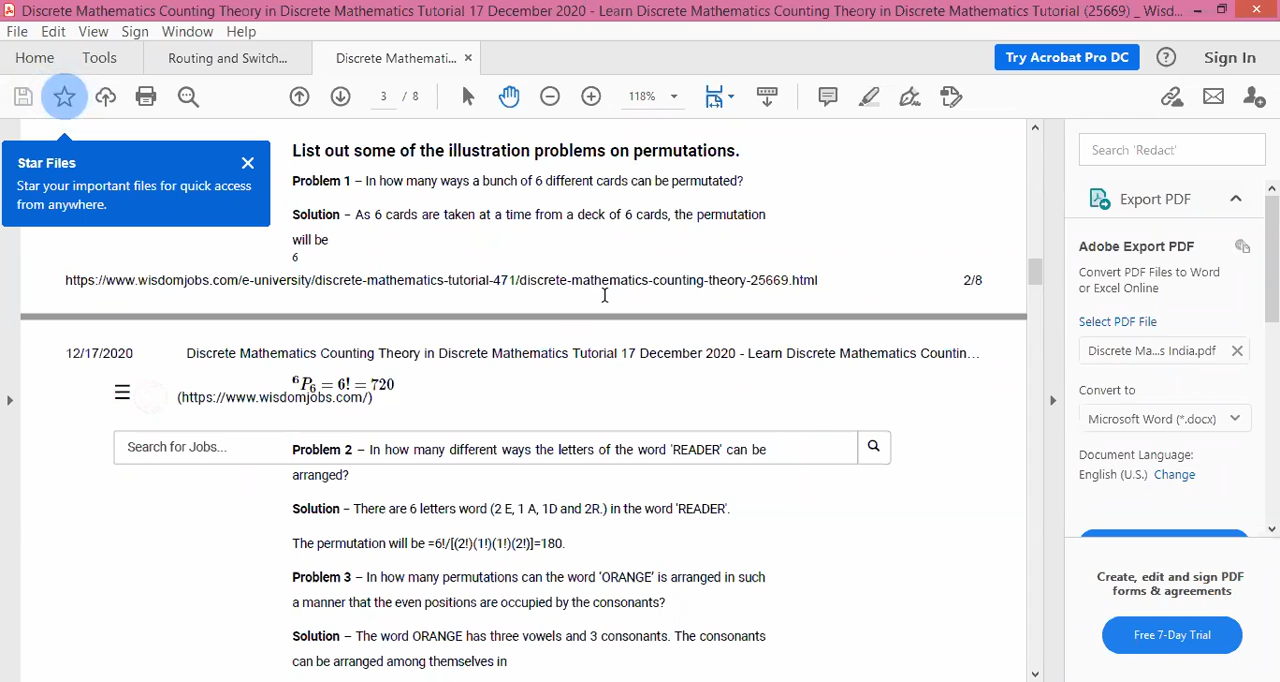 Discrete Mathematics Counting Theory in Discrete Mathematics Tutorial 17 December 2020 - Learn Discrete Mathematics Counting Theory in Discrete Mathematics Tutorial (25669) _ Wisd...
File Edit View Sign Window Help
Home Tools Routing and Switch... Discrete Mathemati... × Try Acrobat Pro DC ? Sign In
3 / 8 118%
Star Files
Star your important files for quick access
from anywhere.
List out some of the illustration problems on permutations.
Problem 1 – In how many ways a bunch of 6 different cards can be permutated?
Solution – As 6 cards are taken at a time from a deck of 6 cards, the permutation
will be
6
https://www.wisdomjobs.com/e-university/discrete-mathematics-tutorial-471/discrete-mathematics-counting-theory-25669.html 2/8
12/17/2020 Discrete Mathematics Counting Theory in Discrete Mathematics Tutorial 17 December 2020 - Learn Discrete Mathematics Countin...
⁶P₆ = 6! = 720
(https://www.wisdomjobs.com/)
Search for Jobs...
Problem 2 – In how many different ways the letters of the word 'READER' can be
arranged?
Solution – There are 6 letters word (2 E, 1 A, 1D and 2R.) in the word 'READER'.
The permutation will be =6!/[(2!)(1!)(1!)(2!)]=180.
Problem 3 – In how many permutations can the word 'ORANGE' is arranged in such
a manner that the even positions are occupied by the consonants?
Solution – The word ORANGE has three vowels and 3 consonants. The consonants
can be arranged among themselves in
Search 'Redact'
Export PDF
Adobe Export PDF
Convert PDF Files to Word
or Excel Online
Select PDF File
Discrete Ma...s India.pdf ×
Convert to
Microsoft Word (*.docx)
Document Language:
English (U.S.) Change
Create, edit and sign PDF
forms & agreements
Free 7-Day Trial